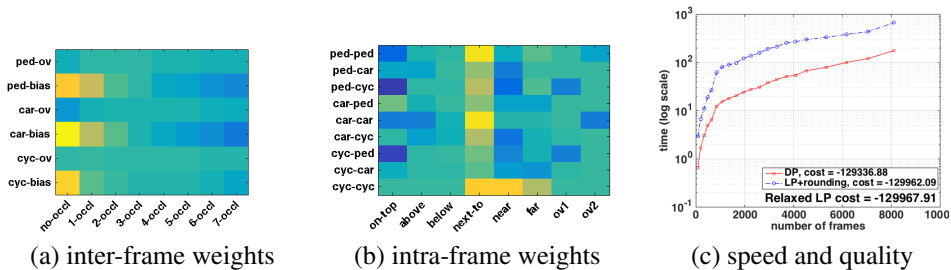 ped-ov
ped-bias
car-ov
car-bias
cyc-ov
cyc-bias
no-occl
1-occl
2-occl
3-occl
4-occl
5-occl
6-occl
7-occl
(a) inter-frame weights
ped-ped
ped-car
ped-cyc
car-ped
car-car
car-cyc
cyc-ped
cyc-car
cyc-cyc
on-top
above
below
next-to
near
far
ov1
ov2
(b) intra-frame weights
time (log scale)
10^3
10^2
10^1
10^0
10^-1
DP, cost = -129336.88
LP+rounding, cost = -129962.09
Relaxed LP cost = -129967.91
0 2000 4000 6000 8000 1000
number of frames
(c) speed and quality